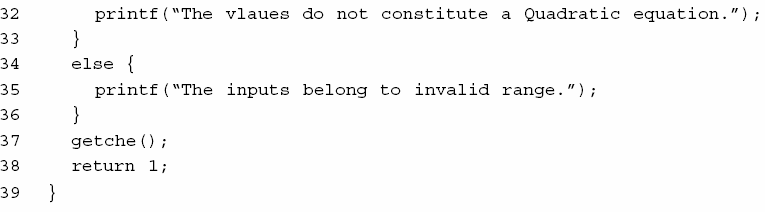 32 printf(“The vlaues do not constitute a Quadratic equation.”);
33 }
34 else {
35 printf(“The inputs belong to invalid range.”);
36 }
37 getche();
38 return 1;
39 }